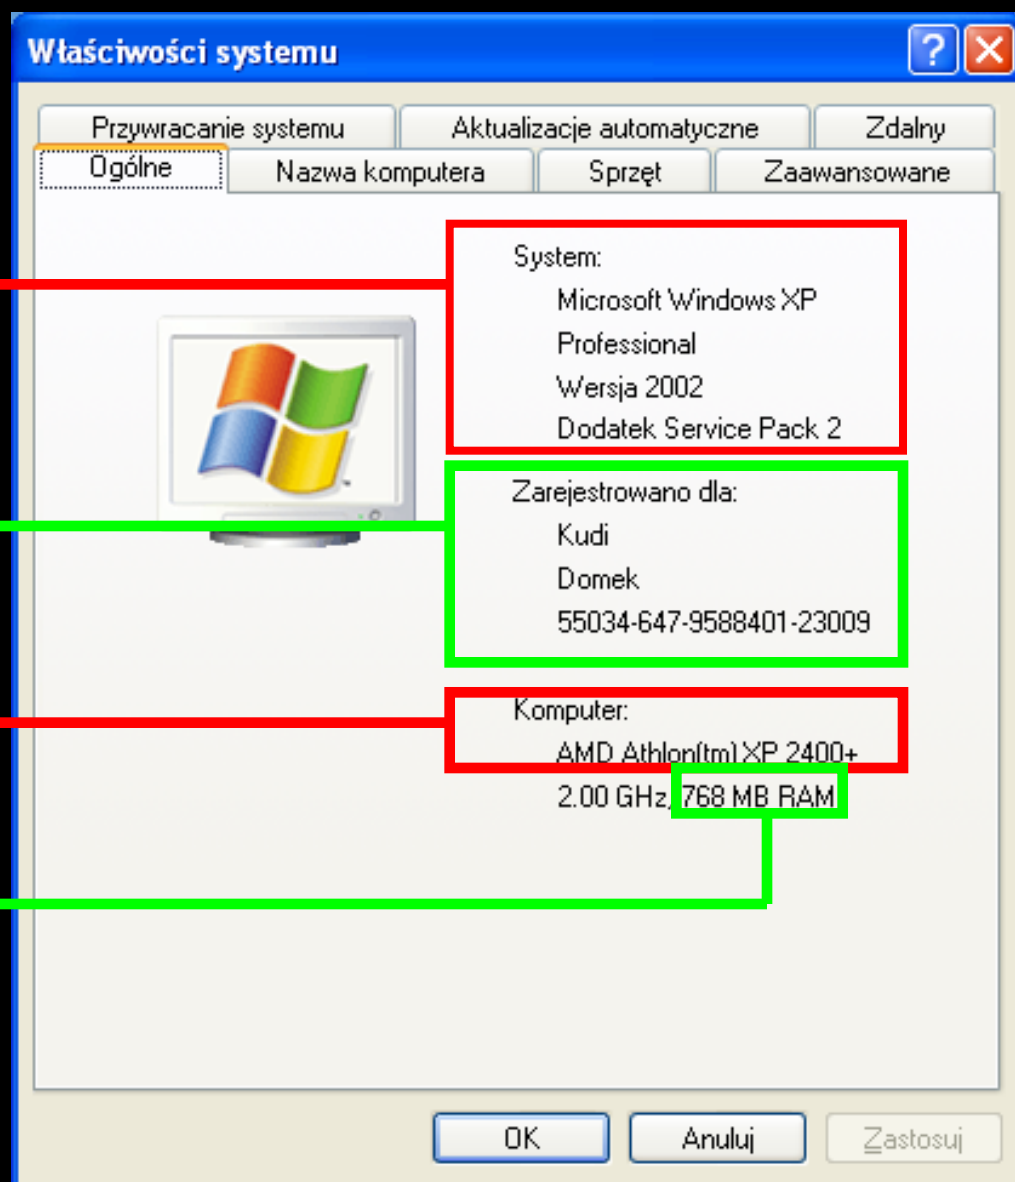 Właściwości systemu
Przywracanie systemu Aktualizacje automatyczne Zdalny
Ogólne Nazwa komputera Sprzęt Zaawansowane
System:
Microsoft Windows XP
Professional
Wersja 2002
Dodatek Service Pack 2
Zarejestrowano dla:
Kudi
Domek
55034-647-9588401-23009
Komputer:
AMD Athlon(tm) XP 2400+
2.00 GHz, 768 MB RAM
OK Anuluj Zastosuj